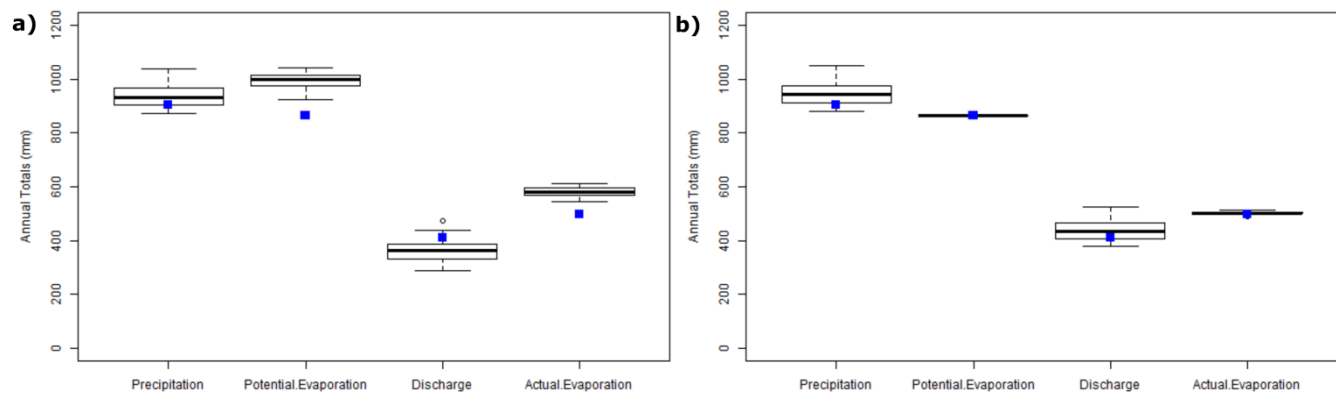 a)
1200
1000
800
600
400
200
0
Annual Totals (mm)
Precipitation Potential.Evaporation Discharge Actual.Evaporation
b)
1200
1000
800
600
400
200
0
Annual Totals (mm)
Precipitation Potential.Evaporation Discharge Actual.Evaporation